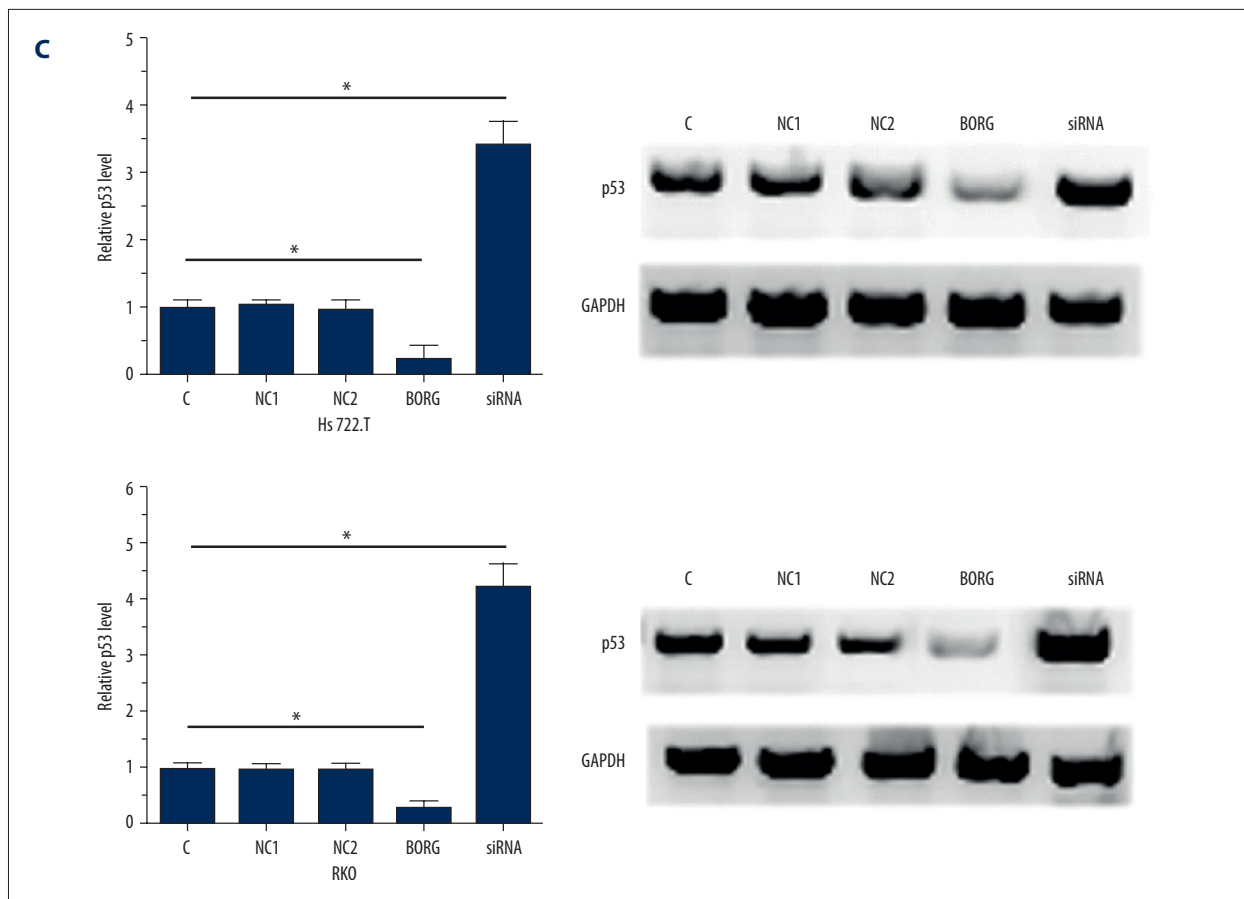 C
Relative p53 level
5
4
3
2
1
0
*
*
C NC1 NC2 BORG siRNA
Hs 722.T
C NC1 NC2 BORG siRNA
p53
GAPDH
Relative p53 level
6
5
4
3
2
1
0
*
*
C NC1 NC2 BORG siRNA
RKO
C NC1 NC2 BORG siRNA
p53
GAPDH